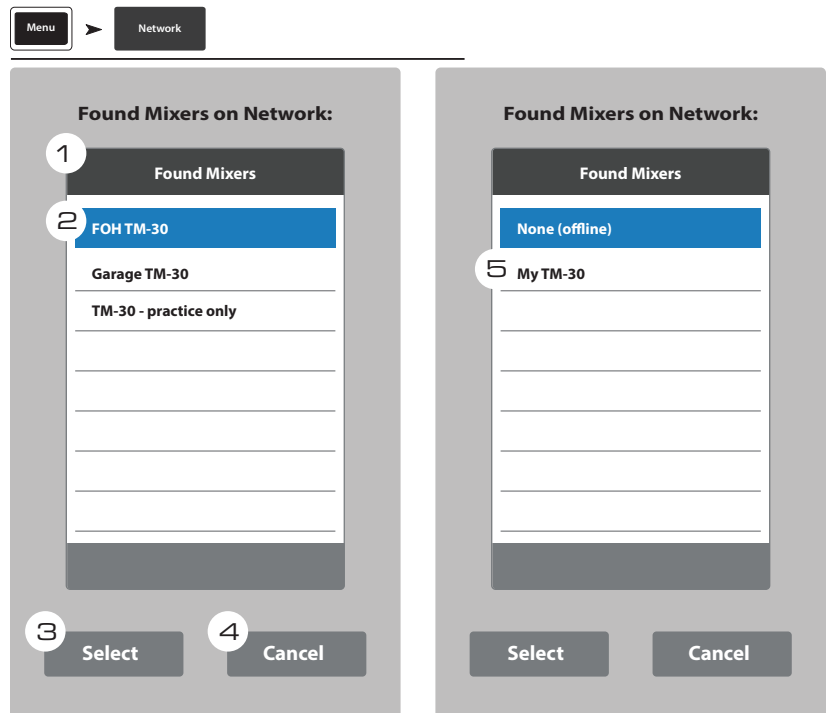 Menu
Network
Found Mixers on Network:
1
Found Mixers
2
FOH TM-30
Garage TM-30
TM-30 - practice only
3
Select
4
Cancel
Found Mixers on Network:
Found Mixers
None (offline)
5
My TM-30
Select
Cancel